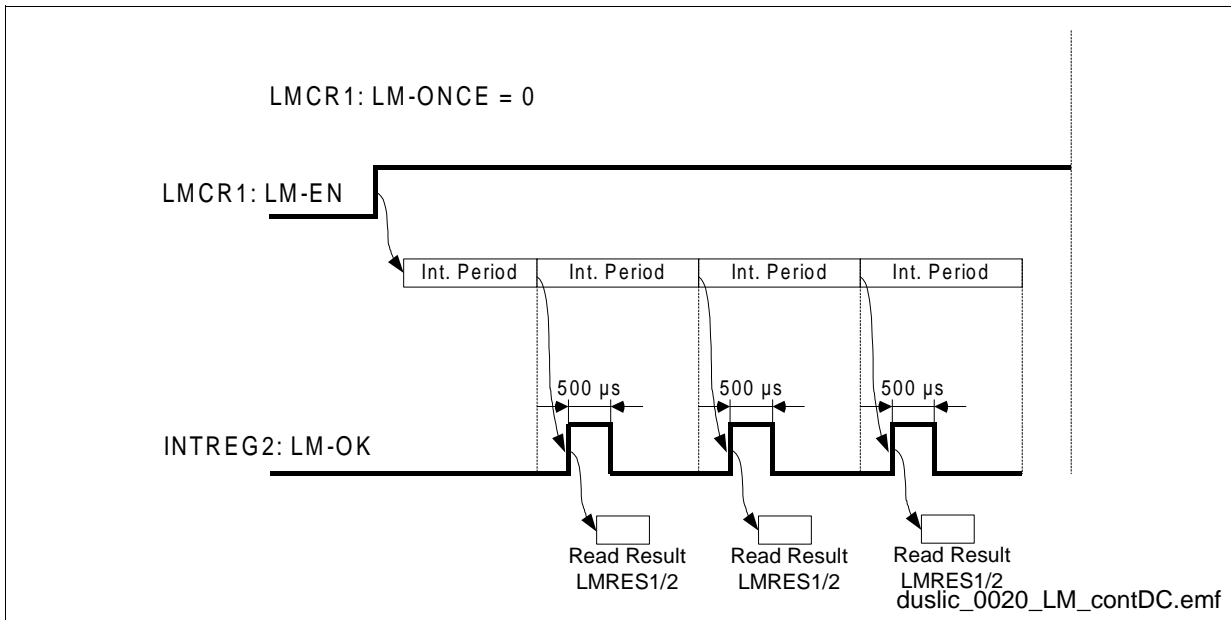 LMCR1: LM-ONCE = 0
LMCR1: LM-EN
Int. Period Int. Period Int. Period Int. Period
500 µs 500 µs 500 µs
INTREG2: LM-OK
Read Result Read Result Read Result
LMRES1/2 LMRES1/2 LMRES1/2
duslic_0020_LM_contDC.emf